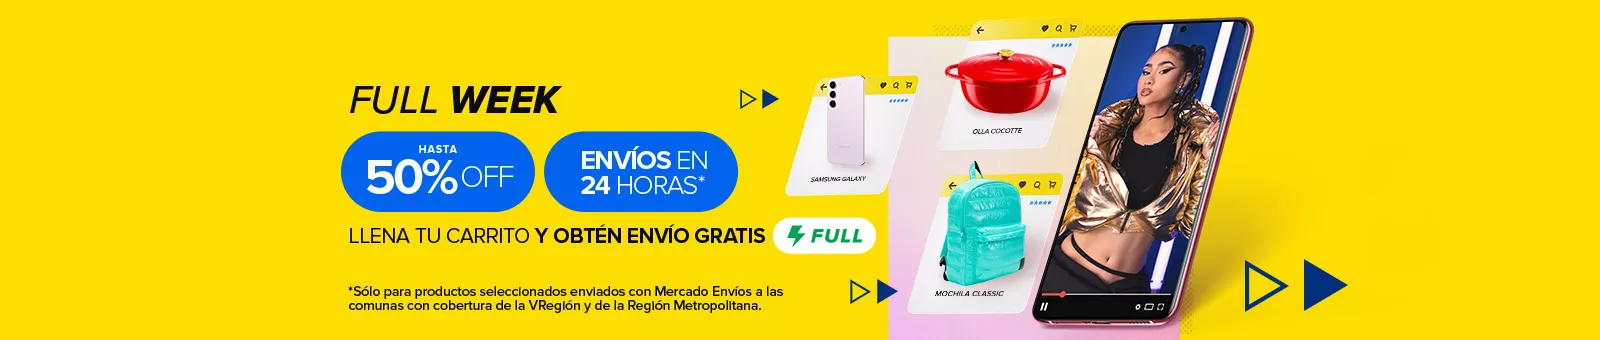 FULL WEEK
HASTA
50% OFF
ENVÍOS EN
24 HORAS*
LLENA TU CARRITO Y OBTÉN ENVÍO GRATIS FULL
*Sólo para productos seleccionados enviados con Mercado Envíos a las
comunas con cobertura de la VRegión y de la Región Metropolitana.
SAMSUNG GALAXY
OLLA COCOTTE
MOCHILA CLASSIC